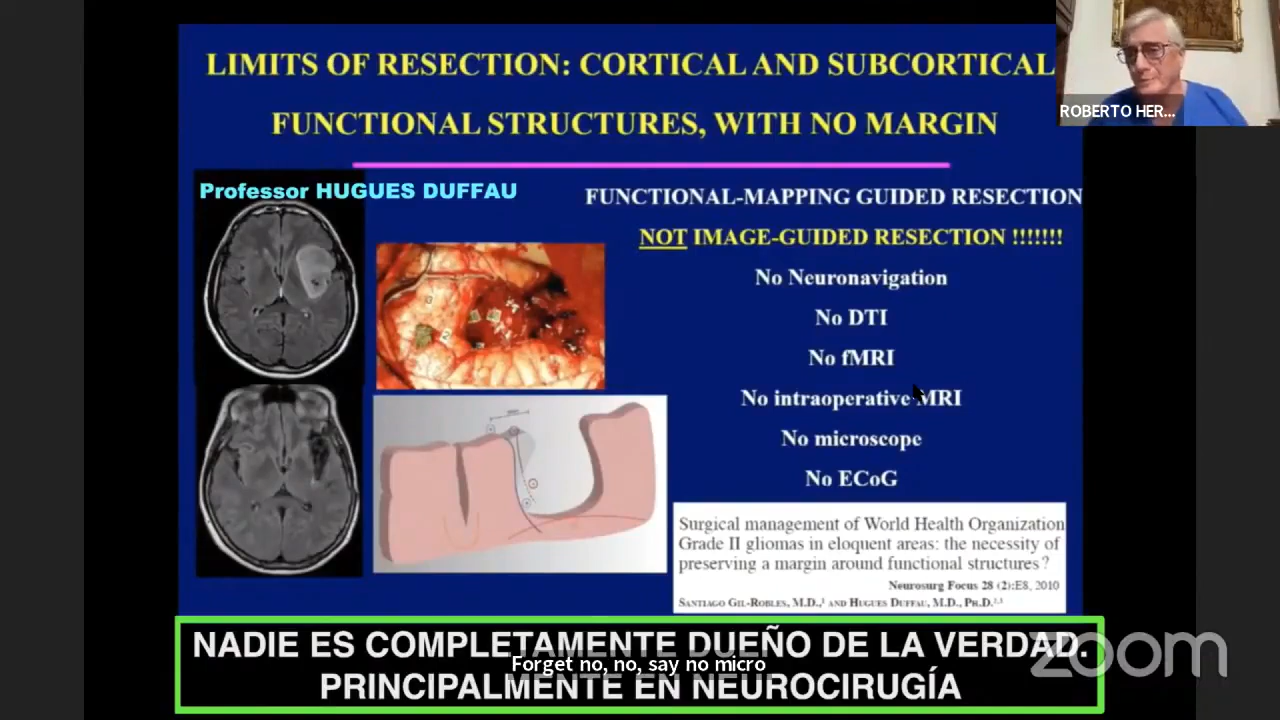 LIMITS OF RESECTION: CORTICAL AND SUBCORTICAL
FUNCTIONAL STRUCTURES, WITH NO MARGIN
ROBERTO HER...
Professor HUGUES DUFFAU
FUNCTIONAL-MAPPING GUIDED RESECTION
NOT IMAGE-GUIDED RESECTION !!!!!!!
No Neuronavigation
No DTI
No fMRI
No intraoperative MRI
No microscope
No ECoG
Surgical management of World Health Organization
Grade II gliomas in eloquent areas: the necessity of
preserving a margin around functional structures?
Neurosurg Focus 28 (2):E8, 2010
SANTIAGO GIL-ROBLES, M.D.,¹ AND HUGUES DUFFAU, M.D., PH.D.²,³
NADIE ES COMPLETAMENTE DUEÑO DE LA VERDAD.
Forget no, no, say no micro
PRINCIPALMENTE EN NEUROCIRUGÍA
zoom